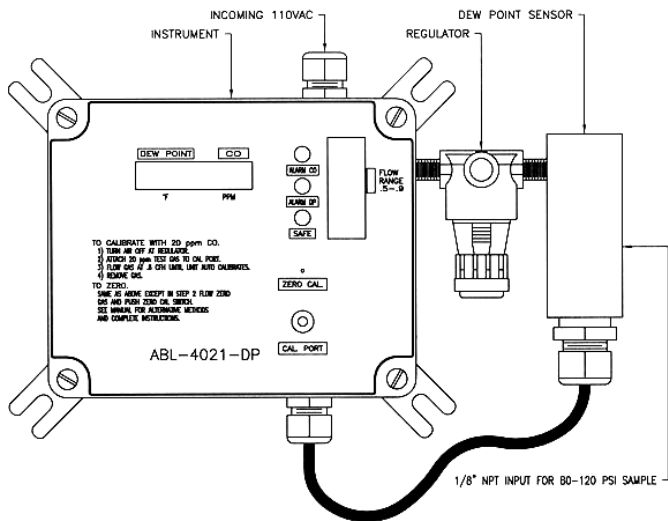 INCOMING 110VAC
DEW POINT SENSOR
INSTRUMENT
REGULATOR
DEW POINT
CO
°F
PPM
ALARM CO
ALARM DP
SAFE
FLOW
RANGE
.5-.9
TO CALIBRATE WITH 20 ppm CO.
1) TURN AIR OFF AT REGULATOR.
2) ATTACH 20 ppm TEST GAS TO CAL PORT.
3) FLOW GAS AT .8 CFH UNTIL UNIT AUTO CALIBRATES.
4) REMOVE GAS.
TO ZERO.
SAME AS ABOVE EXCEPT IN STEP 2 FLOW ZERO
GAS AND PUSH ZERO CAL SWITCH.
SEE MANUAL FOR ALTERNATIVE METHODS
AND COMPLETE INSTRUCTIONS.
ZERO CAL
CAL PORT
ABL-4021-DP
1/8" NPT INPUT FOR 80-120 PSI SAMPLE